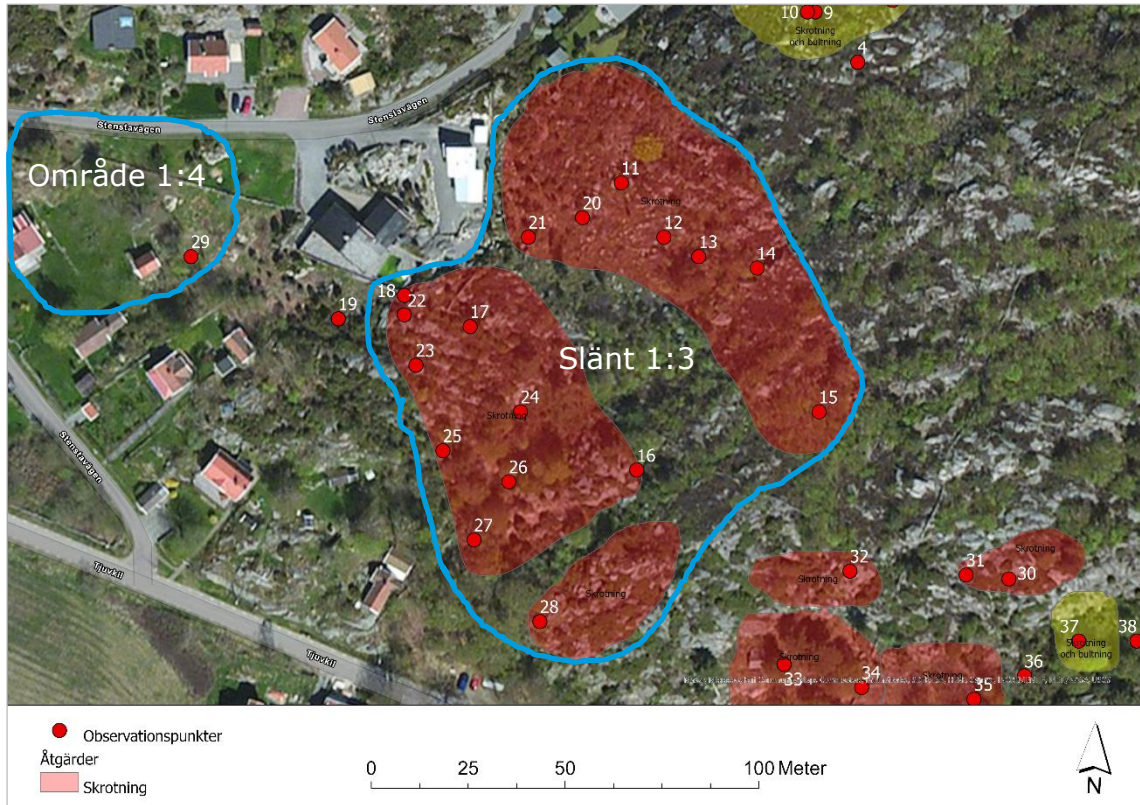 10 9
Skrotning
och bultning
4
Stenstavägen
Stenstavägen
Område 1:4
11
Skrotning
20
21
12
13
14
29
18
22
19
17
23
Slänt 1:3
24
Skrotning
15
25
16
26
Stenstavägen
27
Tjuvkil
32
Skrotning
31
Skrotning
30
28
Skrotning
37
38
Skrotning
och bultning
Tjuvkil
Skrotning
33
34
Skrotning
35
36
Observationspunkter
Åtgärder
Skrotning
0 25 50 100 Meter
N